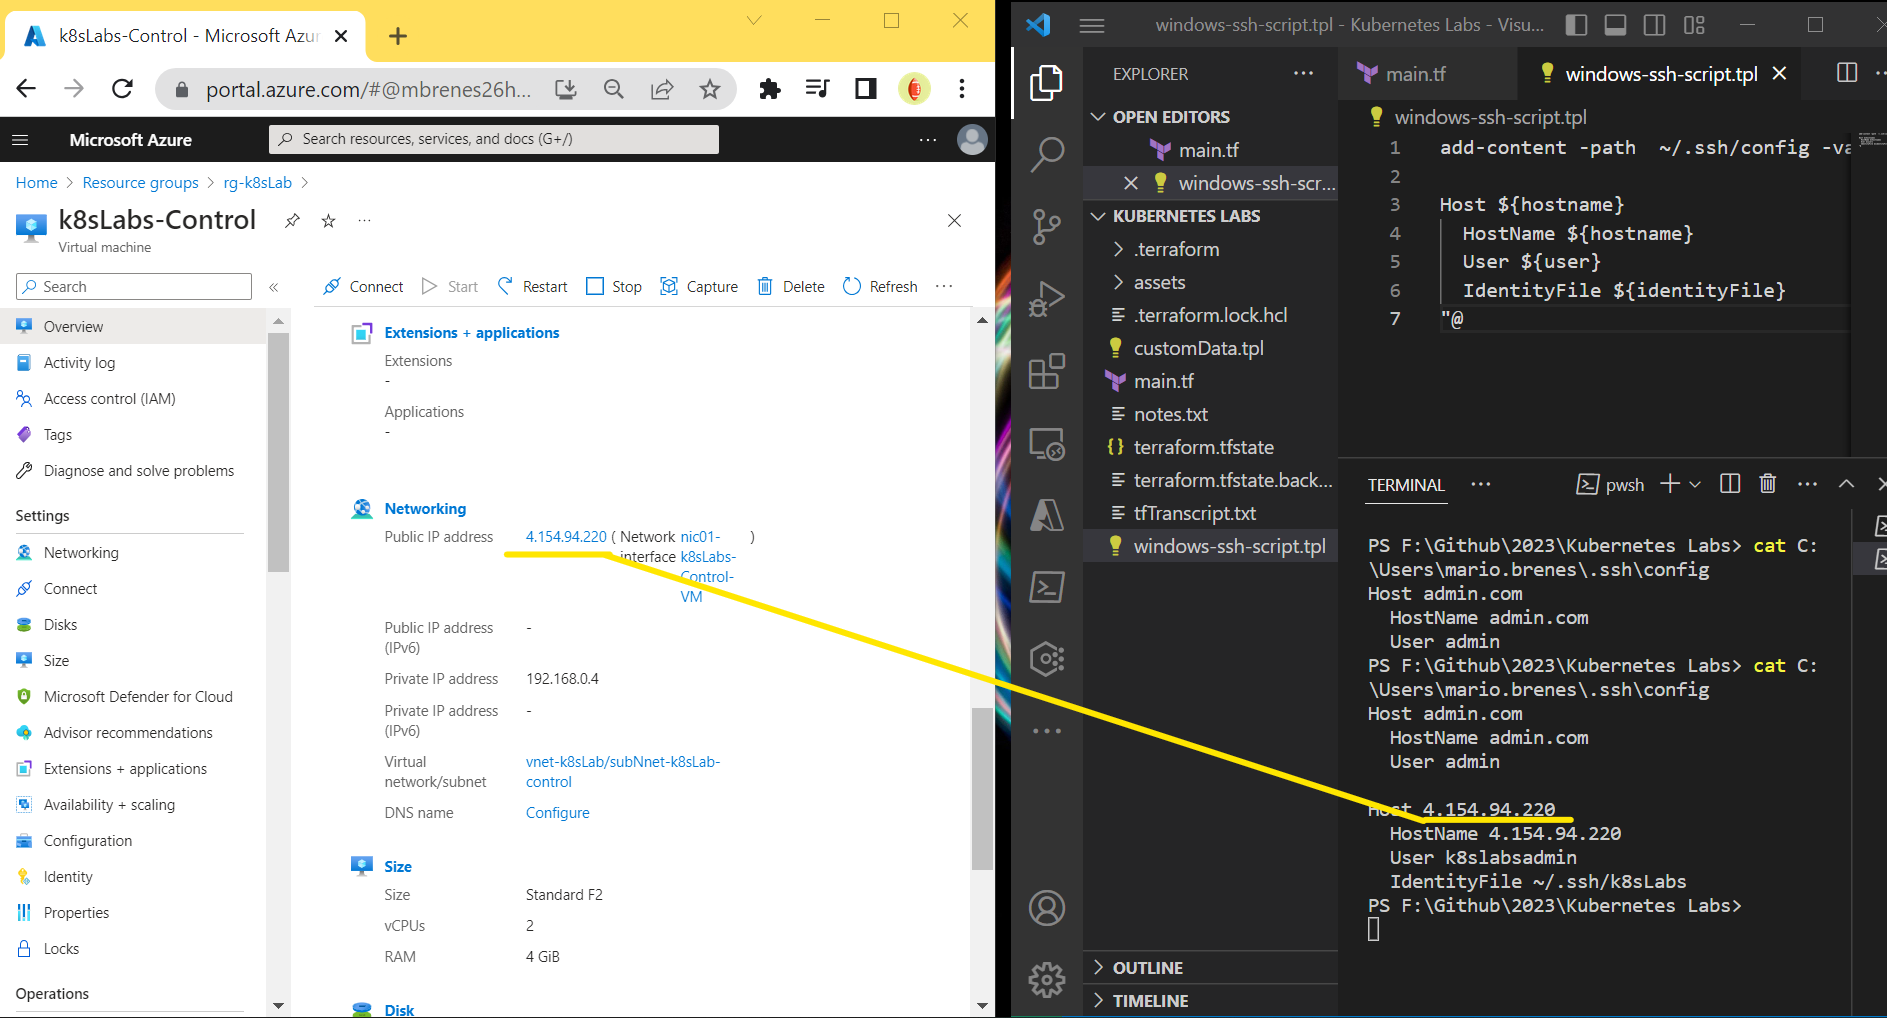 k8sLabs-Control - Microsoft Azur
portal.azure.com/#@mbrenes26h...
Microsoft Azure
Search resources, services, and docs (G+/)
Home > Resource groups > rg-k8sLab >
k8sLabs-Control
Virtual machine
Search
Connect Start Restart Stop Capture Delete Refresh
Overview
Activity log
Access control (IAM)
Tags
Diagnose and solve problems
Settings
Networking
Connect
Disks
Size
Microsoft Defender for Cloud
Advisor recommendations
Extensions + applications
Availability + scaling
Configuration
Identity
Properties
Locks
Operations
Extensions + applications
Extensions
-
Applications
-
Networking
Public IP address 4.154.94.220 ( Network nic01- )
interface k8sLabs-
Control-
VM
Public IP address -
(IPv6)
Private IP address 192.168.0.4
Private IP address -
(IPv6)
Virtual vnet-k8sLab/subNnet-k8sLab-
network/subnet control
DNS name Configure
Size
Size Standard F2
vCPUs 2
RAM 4 GiB
Disk
windows-ssh-script.tpl - Kubernetes Labs - Visu...
EXPLORER
OPEN EDITORS
main.tf
windows-ssh-scr...
KUBERNETES LABS
.terraform
assets
.terraform.lock.hcl
customData.tpl
main.tf
notes.txt
terraform.tfstate
terraform.tfstate.back...
tfTranscript.txt
windows-ssh-script.tpl
OUTLINE
TIMELINE
main.tf windows-ssh-script.tpl
windows-ssh-script.tpl
1 add-content -path ~/.ssh/config -va
2
3 Host ${hostname}
4 HostName ${hostname}
5 User ${user}
6 IdentityFile ${identityFile}
7 "@
TERMINAL pwsh
PS F:\Github\2023\Kubernetes Labs> cat C:
\Users\mario.brenes\.ssh\config
Host admin.com
HostName admin.com
User admin
PS F:\Github\2023\Kubernetes Labs> cat C:
\Users\mario.brenes\.ssh\config
Host admin.com
HostName admin.com
User admin
Host 4.154.94.220
HostName 4.154.94.220
User k8slabsadmin
IdentityFile ~/.ssh/k8sLabs
PS F:\Github\2023\Kubernetes Labs>